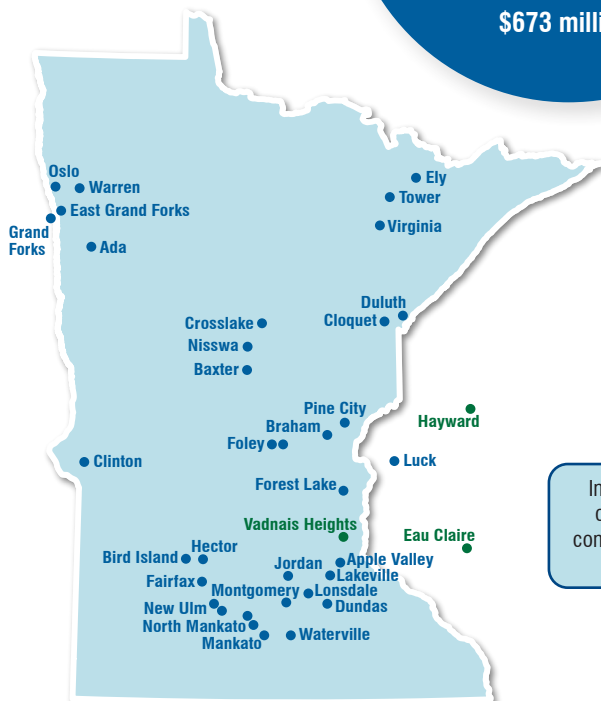 $673 milli
Oslo
Warren
East Grand Forks
Grand
Forks
Ada
Ely
Tower
Virginia
Duluth
Cloquet
Crosslake
Nisswa
Baxter
Pine City
Braham
Foley
Hayward
Clinton
Luck
Forest Lake
Vadnais Heights
Eau Claire
In
c
com
Bird Island
Hector
Jordan
Apple Valley
Fairfax
Lakeville
Montgomery
Lonsdale
New Ulm
Dundas
North Mankato
Mankato
Waterville